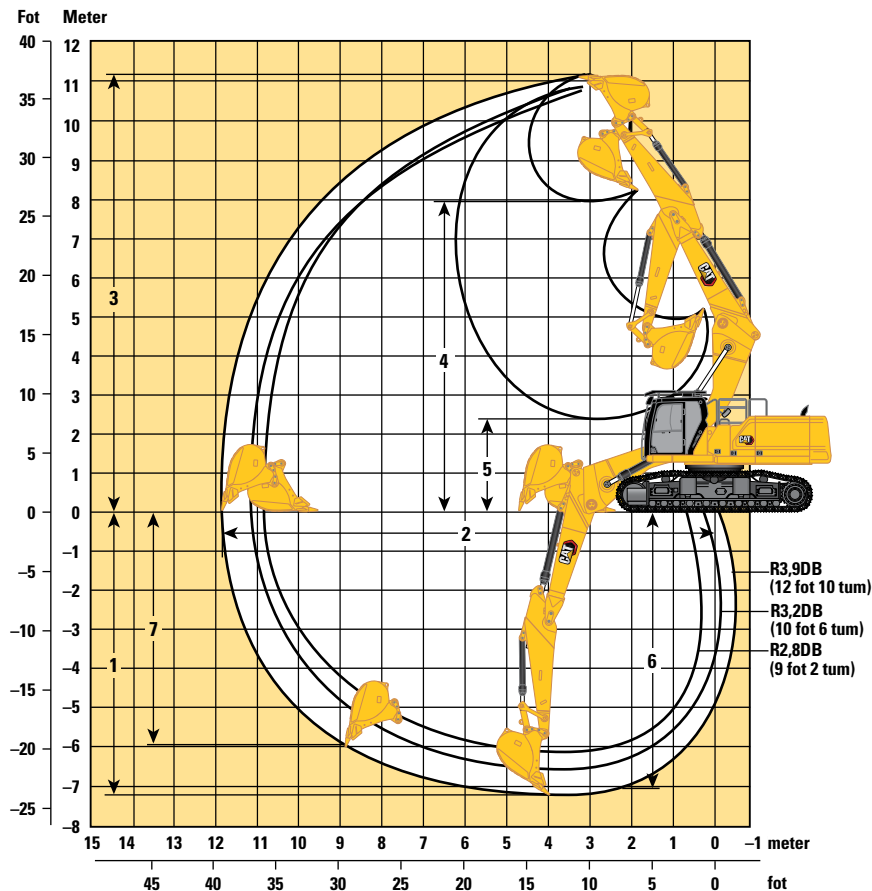 Fot Meter
40 12
11
35
10
30 9
8
25
7
20 6
5
15
4
10 3
2
5
1
0 0
–1
–5 –2
–3
–10
–4
–15 –5
–6
–20
–7
–25
–8
3
4
5
2
7
1
6
CAT
CAT
CAT
R3,9DB
(12 fot 10 tum)
R3,2DB
(10 fot 6 tum)
R2,8DB
(9 fot 2 tum)
15 14 13 12 11 10 9 8 7 6 5 4 3 2 1 0 –1 meter
45 40 35 30 25 20 15 10 5 0 fot